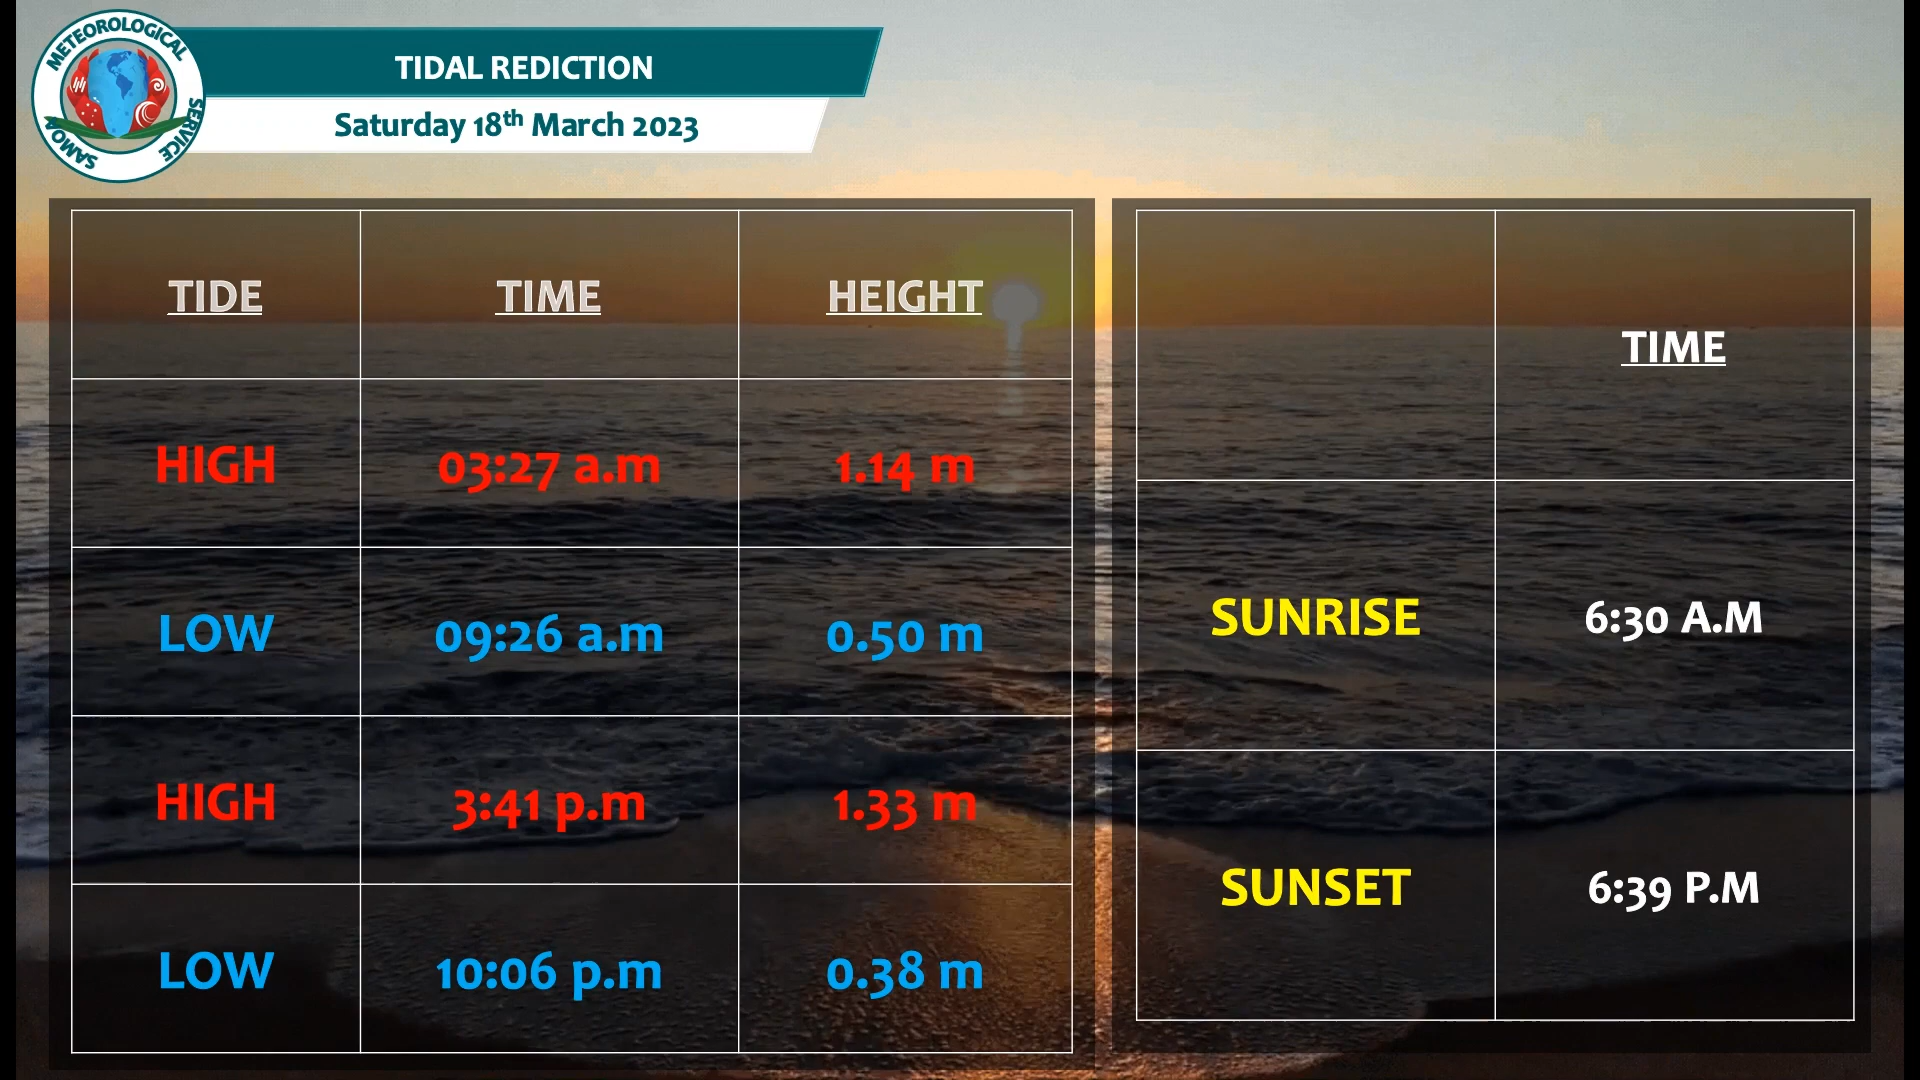 METEOROLOGICAL
SERVICE
SAMOA
TIDAL REDICTION
Saturday 18th March 2023
TIDE TIME HEIGHT
HIGH 03:27 a.m 1.14 m
LOW 09:26 a.m 0.50 m
HIGH 3:41 p.m 1.33 m
LOW 10:06 p.m 0.38 m
TIME
SUNRISE 6:30 A.M
SUNSET 6:39 P.M